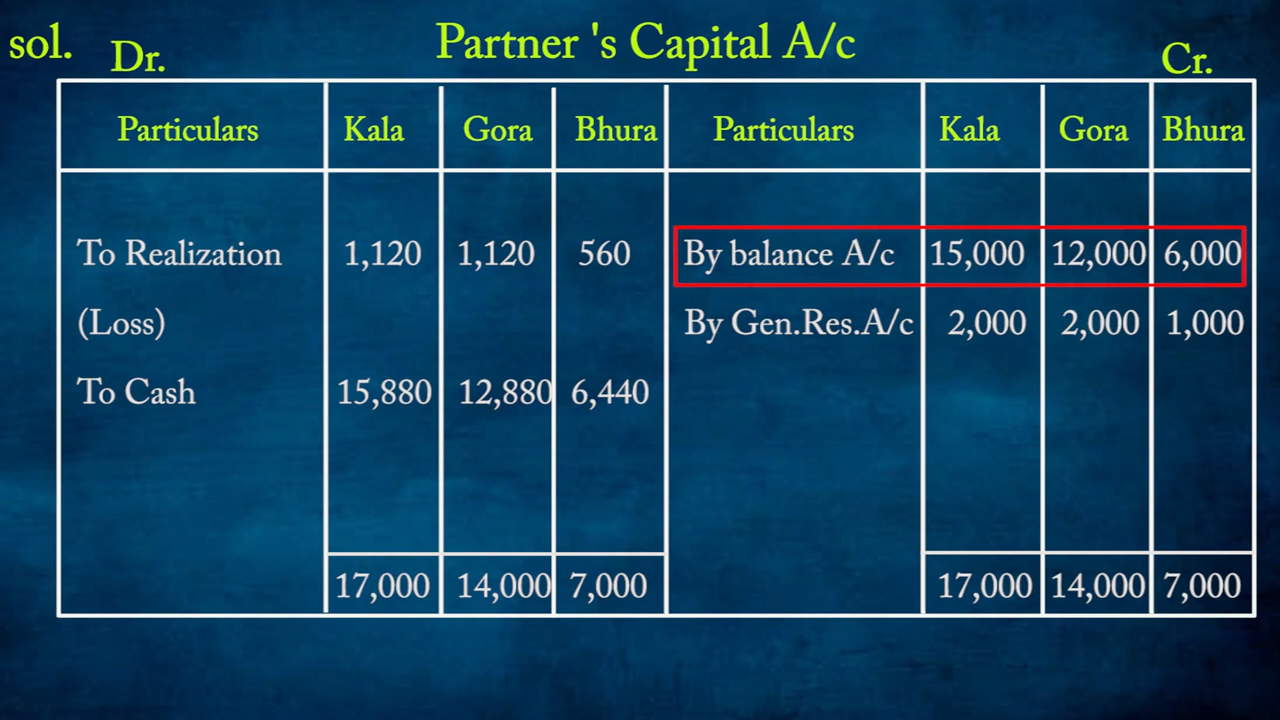 sol. Dr. Partner 's Capital A/c Cr.
Particulars Kala Gora Bhura Particulars Kala Gora Bhura
To Realization 1,120 1,120 560 By balance A/c 15,000 12,000 6,000
(Loss) By Gen.Res.A/c 2,000 2,000 1,000
To Cash 15,880 12,880 6,440
17,000 14,000 7,000 17,000 14,000 7,000